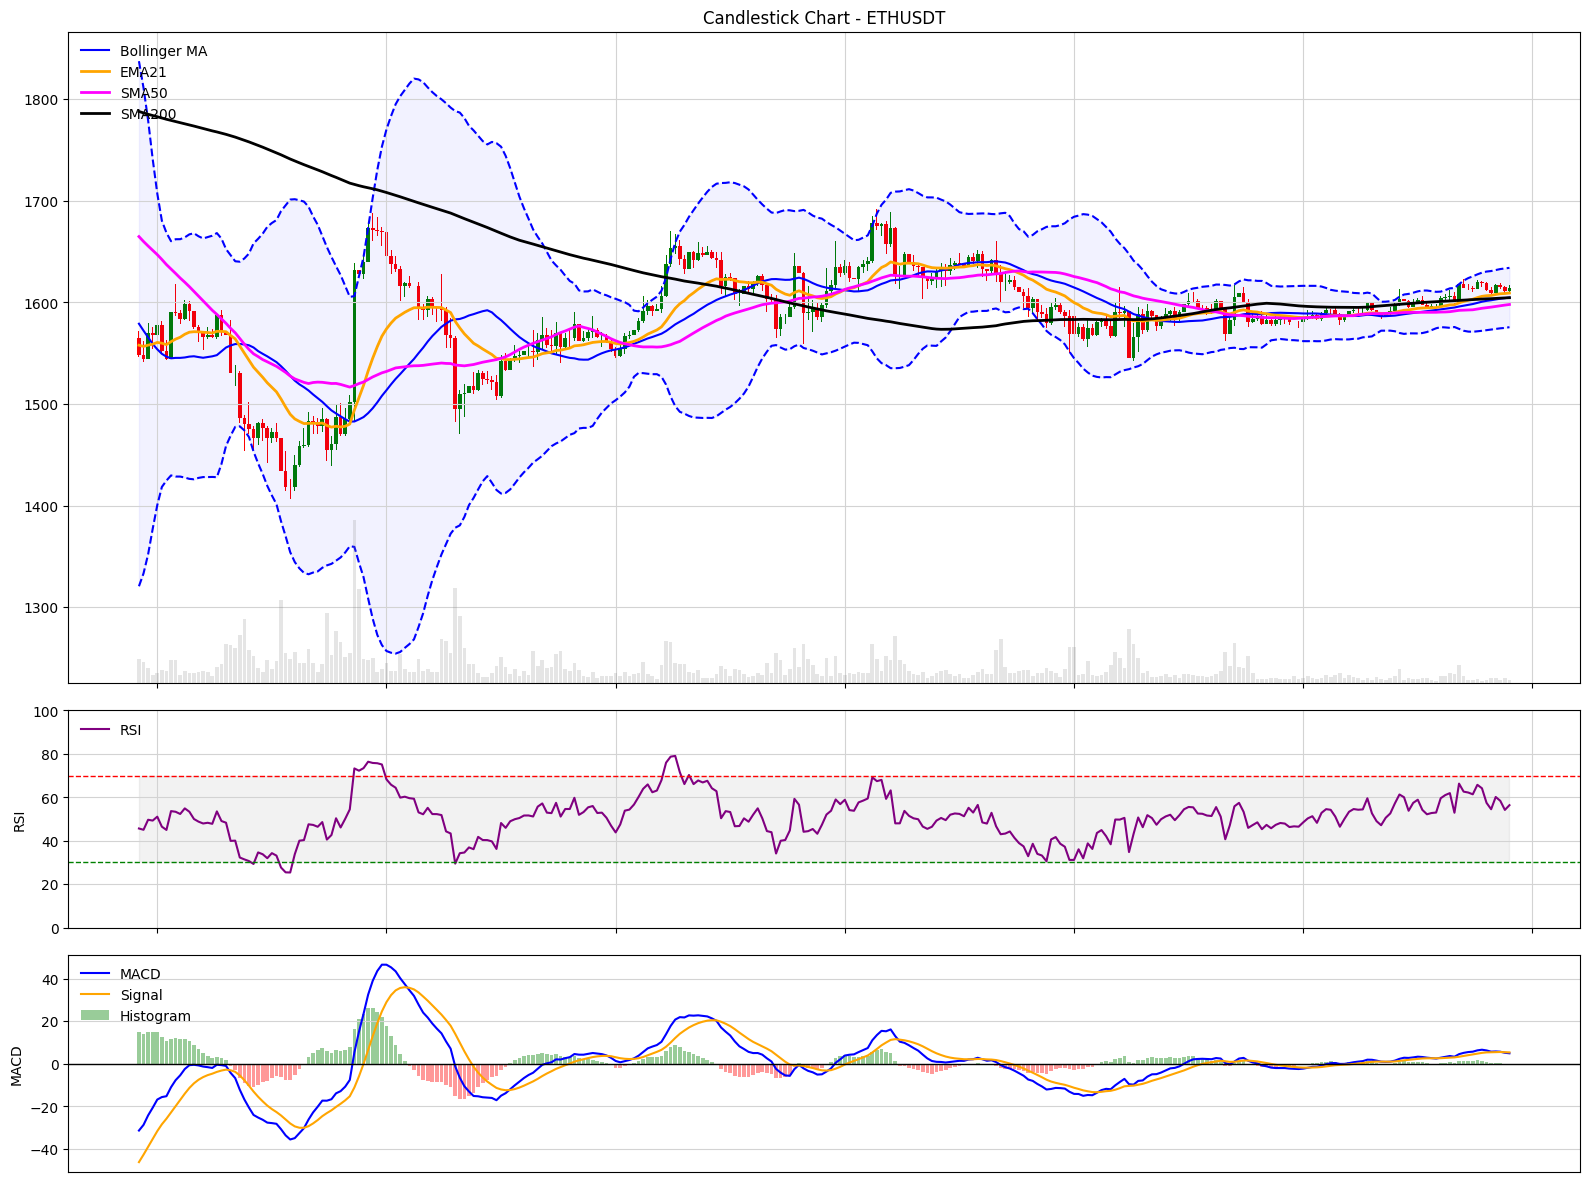 Candlestick Chart - ETHUSDT
Bollinger MA
EMA21
SMA50
SMA200
1800
1700
1600
1500
1400
1300
100
80
60
40
20
0
RSI
RSI
40
20
0
−20
−40
MACD
MACD
Signal
Histogram